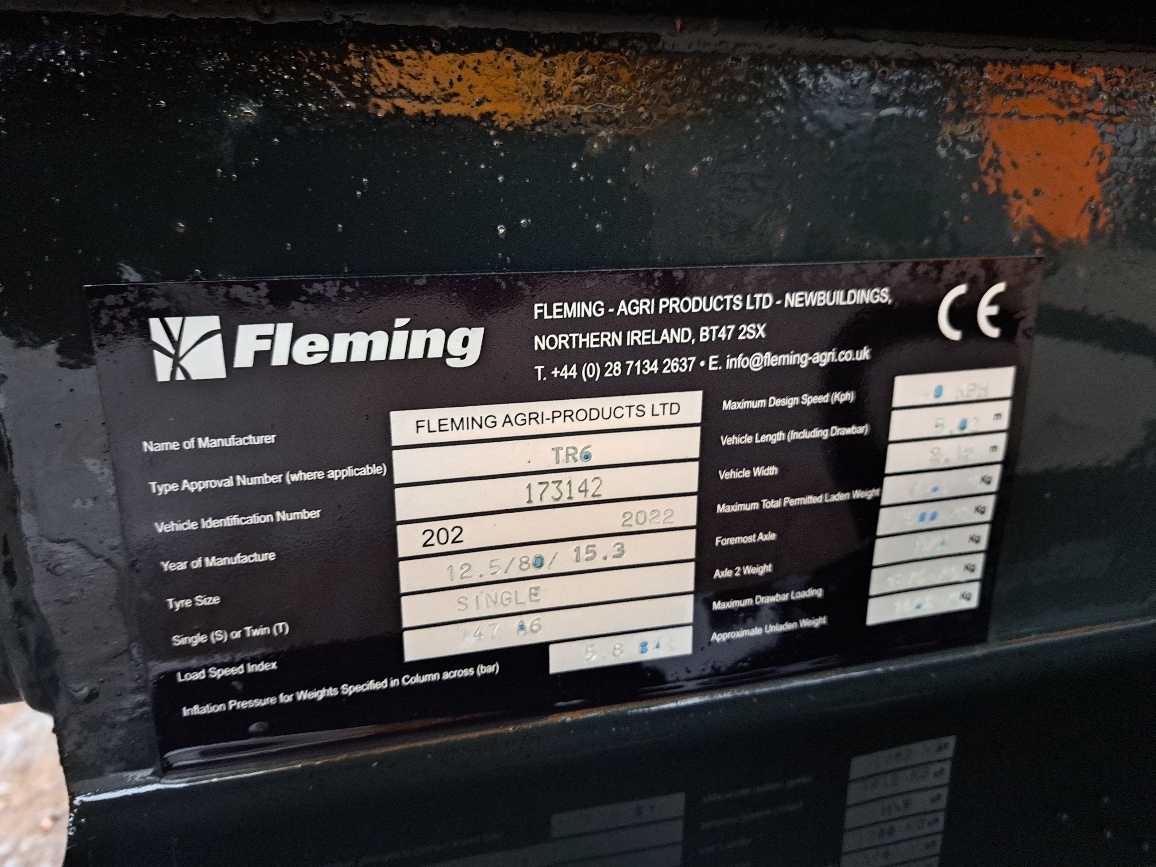 Fleming
FLEMING - AGRI PRODUCTS LTD - NEWBUILDINGS,
NORTHERN IRELAND, BT47 2SX
T. +44 (0) 28 7134 2637 • E. info@fleming-agri.co.uk
CE
Name of Manufacturer FLEMING AGRI-PRODUCTS LTD
Type Approval Number (where applicable) TR6
Vehicle Identification Number 173142
Year of Manufacture 202 2022
Tyre Size 12.5/80/ 15.3
Single (S) or Twin (T) SINGLE
Load Speed Index A6
Inflation Pressure for Weights Specified in Column across (bar) 5.8
Maximum Design Speed (Kph) KPH
Vehicle Length (Including Drawbar) m
Vehicle Width m
Maximum Total Permitted Laden Weight Kg
Foremost Axle Kg
Axle 2 Weight Kg
Maximum Drawbar Loading Kg
Approximate Unladen Weight Kg